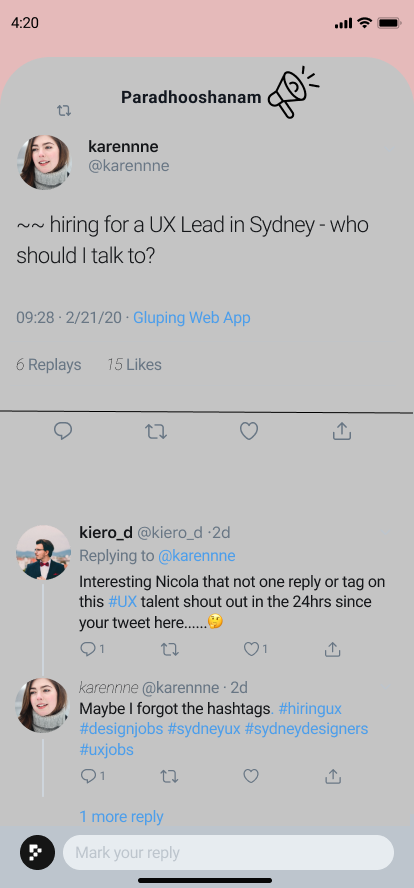 4:20
Paradhooshanam
karennne
@karennne
~~ hiring for a UX Lead in Sydney - who
should I talk to?
09:28 · 2/21/20 · Gluping Web App
6 Replays 15 Likes
kiero_d @kiero_d ·2d
Replying to @karennne
Interesting Nicola that not one reply or tag on
this #UX talent shout out in the 24hrs since
your tweet here......🤔
1 1
karennne @karennne · 2d
Maybe I forgot the hashtags. #hiringux
#designjobs #sydneyux #sydneydesigners
#uxjobs
1
1 more reply
Mark your reply